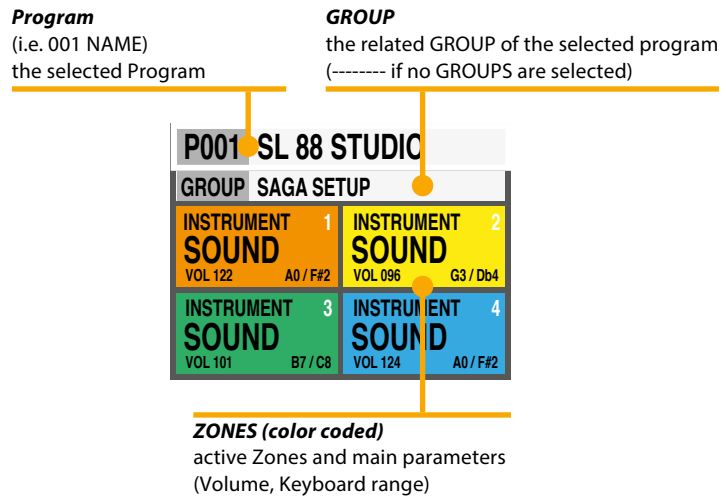 Program
(i.e. 001 NAME)
the selected Program
GROUP
the related GROUP of the selected program
(-------- if no GROUPS are selected)
P001 SL 88 STUDIO
GROUP SAGA SETUP
INSTRUMENT 1
SOUND
VOL 122 A0 / F#2
INSTRUMENT 2
SOUND
VOL 096 G3 / Db4
INSTRUMENT 3
SOUND
VOL 101 B7 / C8
INSTRUMENT 4
SOUND
VOL 124 A0 / F#2
ZONES (color coded)
active Zones and main parameters
(Volume, Keyboard range)